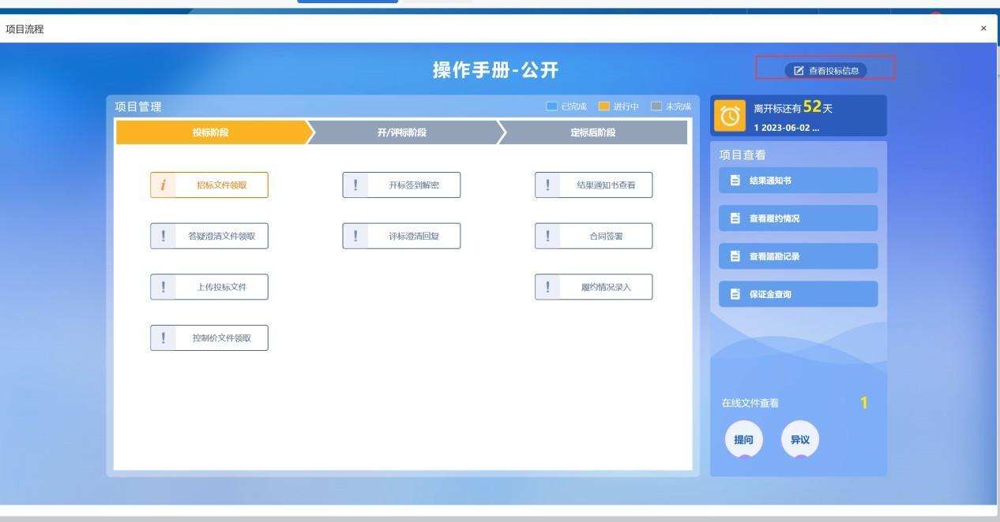 项目流程
×
操作手册-公开
查看投标信息
项目管理
已完成
进行中
未完成
投标阶段
开/评标阶段
定标后阶段
招标文件领取
答疑澄清文件领取
上传投标文件
控制价文件领取
开标签到解密
评标澄清回复
结果通知书查看
合同签署
履约情况录入
离开标还有52天
1 2023-06-02 ...
项目查看
结果通知书
查看履约情况
查看踏勘记录
保证金查询
在线文件查看
1
提问
异议